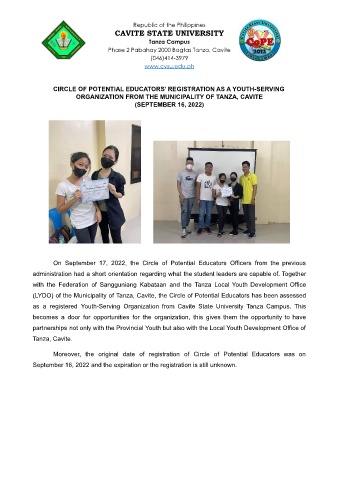 Republic of the Philippines
CAVITE STATE UNIVERSITY
Tanza Campus
Phase 2 Pabahay 2000 Bagtas Tanza, Cavite
(046)414-3979
www.cvsu.edu.ph
CoPE
CIRCLE OF POTENTIAL EDUCATORS' REGISTRATION AS A YOUTH-SERVING
ORGANIZATION FROM THE MUNICIPALITY OF TANZA, CAVITE
(SEPTEMBER 16, 2022)
On September 17, 2022, the Circle of Potential Educators Officers from the previous
administration had a short orientation regarding what the student leaders are capable of. Together
with the Federation of Sangguniang Kabataan and the Tanza Local Youth Development Office
(LYDO) of the Municipality of Tanza, Cavite, the Circle of Potential Educators has been assessed
as a registered Youth-Serving Organization from Cavite State University Tanza Campus. This
becomes a door for opportunities for the organization, this gives them the opportunity to have
partnerships not only with the Provincial Youth but also with the Local Youth Development Office of
Tanza, Cavite.
Moreover, the original date of registration of Circle of Potential Educators was on
September 16, 2022 and the expiration or the registration is still unknown.